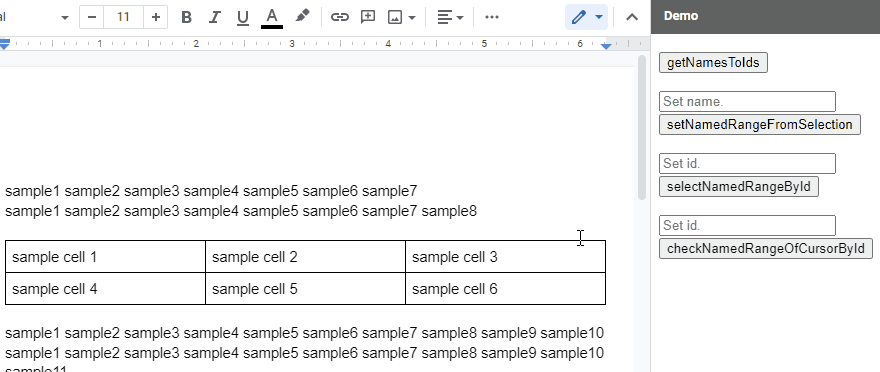 al
11
B I U A
1 2 3 4 5 6
sample1 sample2 sample3 sample4 sample5 sample6 sample7
sample1 sample2 sample3 sample4 sample5 sample6 sample7 sample8
sample cell 1 sample cell 2 sample cell 3
sample cell 4 sample cell 5 sample cell 6
sample1 sample2 sample3 sample4 sample5 sample6 sample7 sample8 sample9 sample10
sample1 sample2 sample3 sample4 sample5 sample6 sample7 sample8 sample9 sample10
sample11
Demo
getNamesToIds
Set name.
setNamedRangeFromSelection
Set id.
selectNamedRangeById
Set id.
checkNamedRangeOfCursorById